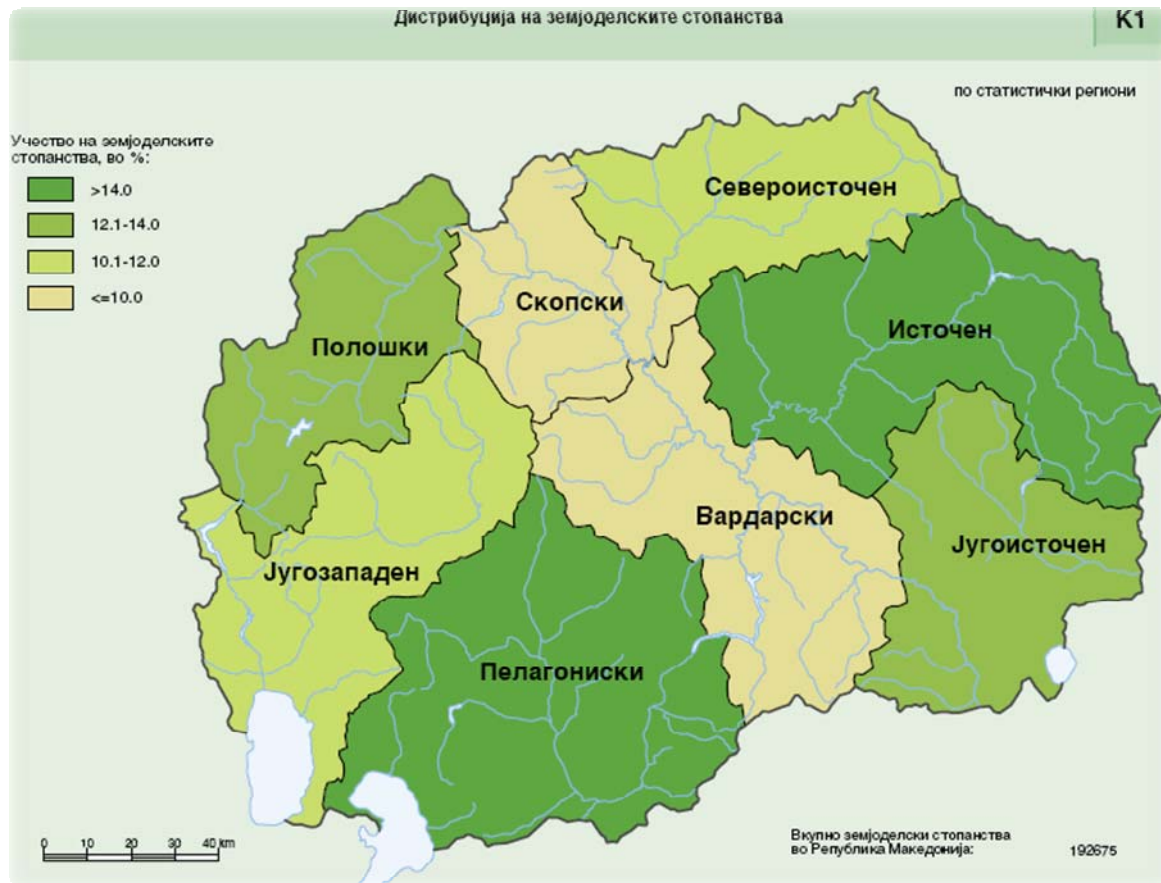 Дистрибуција на земјоделските стопанства
К1
по статистички региони
Учество на земјоделските
стопанства, во %:
>14.0
12.1-14.0
10.1-12.0
<=10.0
Североисточен
Скопски
Источен
Полошки
Вардарски
Југоисточен
Југозападен
Пелагониски
0 10 20 30 40 km
Вкупно земјоделски стопанства
во Република Македонија: 192675